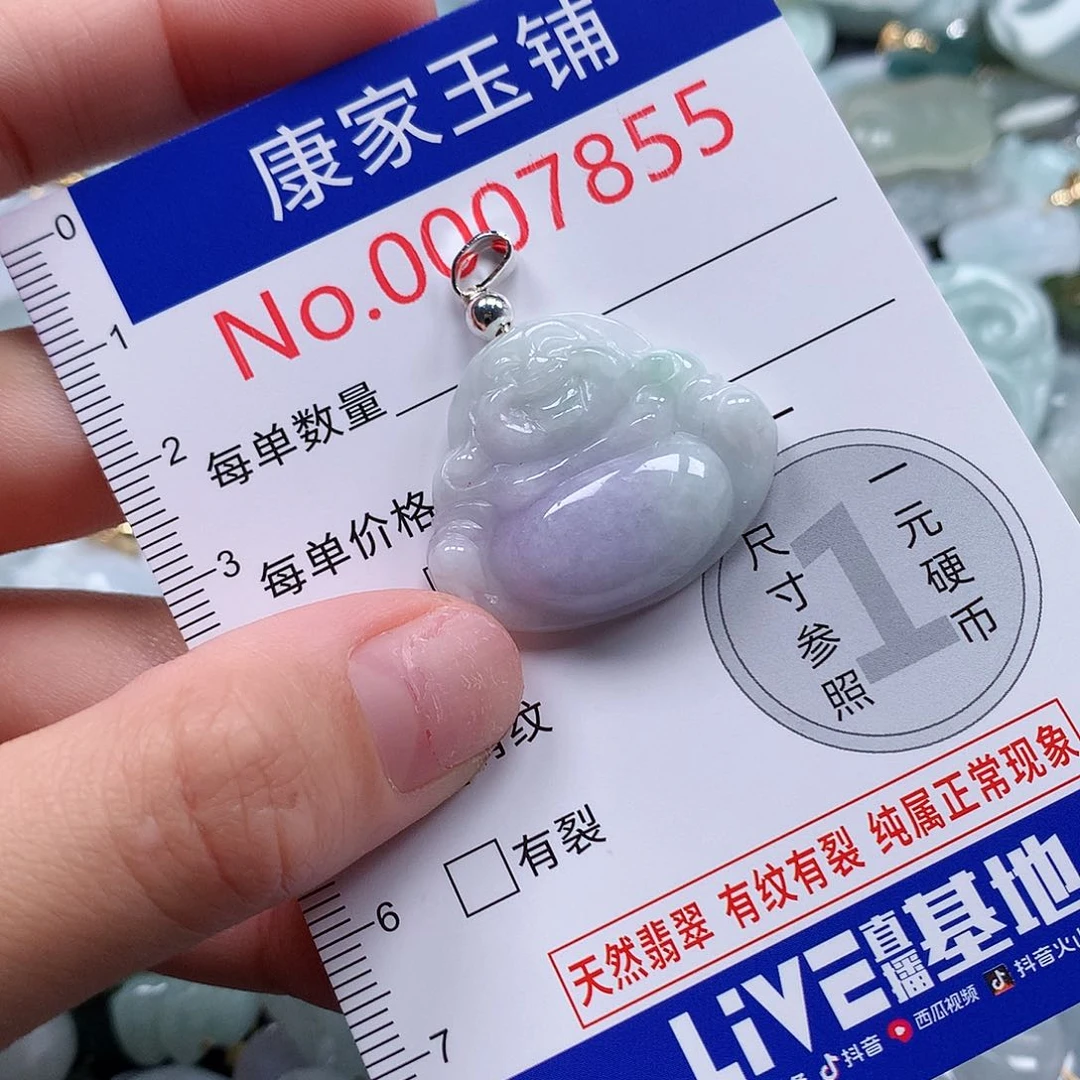 康家玉铺
No.0007855
0
1
2
3
6
7
每单数量
每单价格
纹
有裂
一元硬币
1
尺寸参照
天然翡翠 有纹有裂 纯属正常现象
LiVE直播基地
抖音 西瓜视频 抖音火山